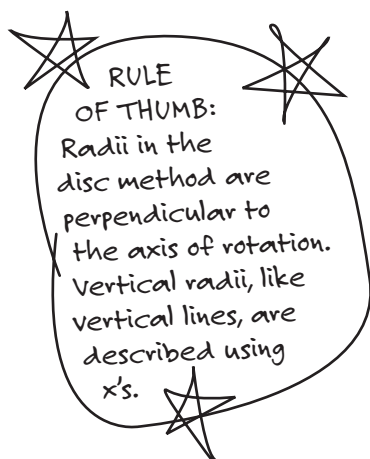 RULE
OF THUMB:
Radii in the
disc method are
perpendicular to
the axis of rotation.
Vertical radii, like
vertical lines, are
described using
x's.